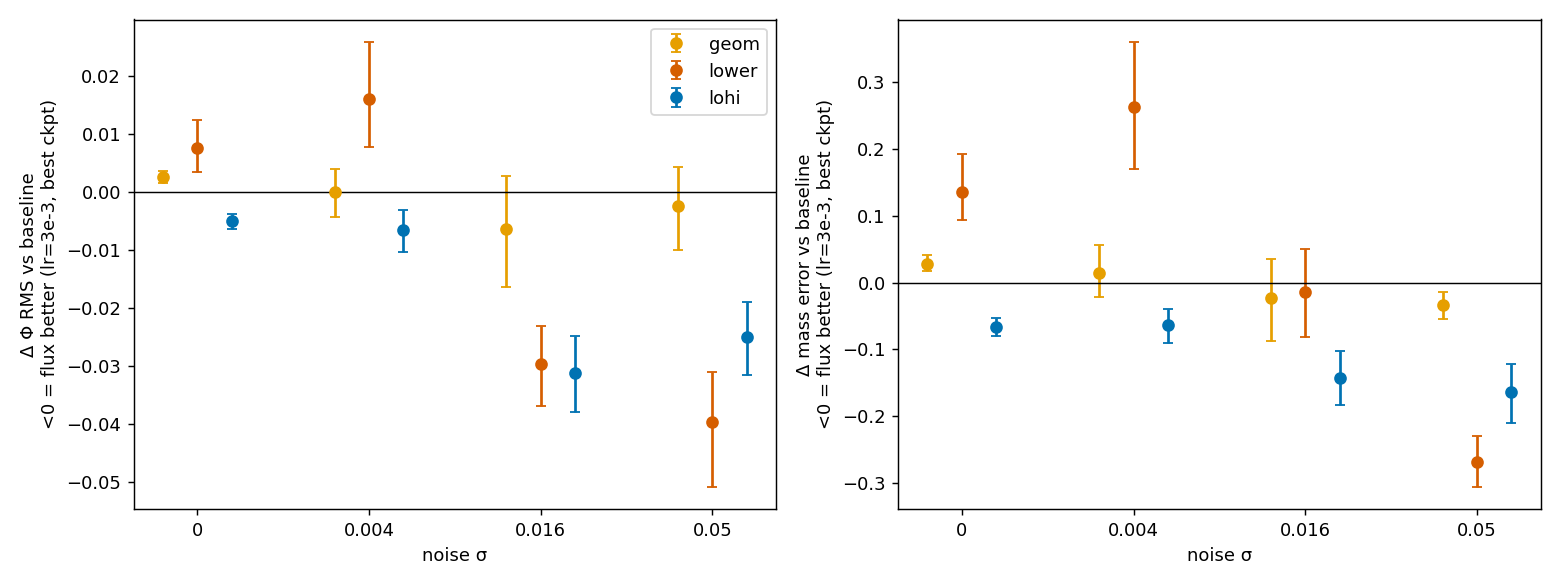 Δ Φ RMS vs baseline
<0 = flux better (lr=3e-3, best ckpt)
0.02
0.01
0.00
−0.01
−0.02
−0.03
−0.04
−0.05
geom
lower
lohi
0
0.004
0.016
0.05
noise σ
Δ mass error vs baseline
<0 = flux better (lr=3e-3, best ckpt)
0.3
0.2
0.1
0.0
−0.1
−0.2
−0.3
0
0.004
0.016
0.05
noise σ